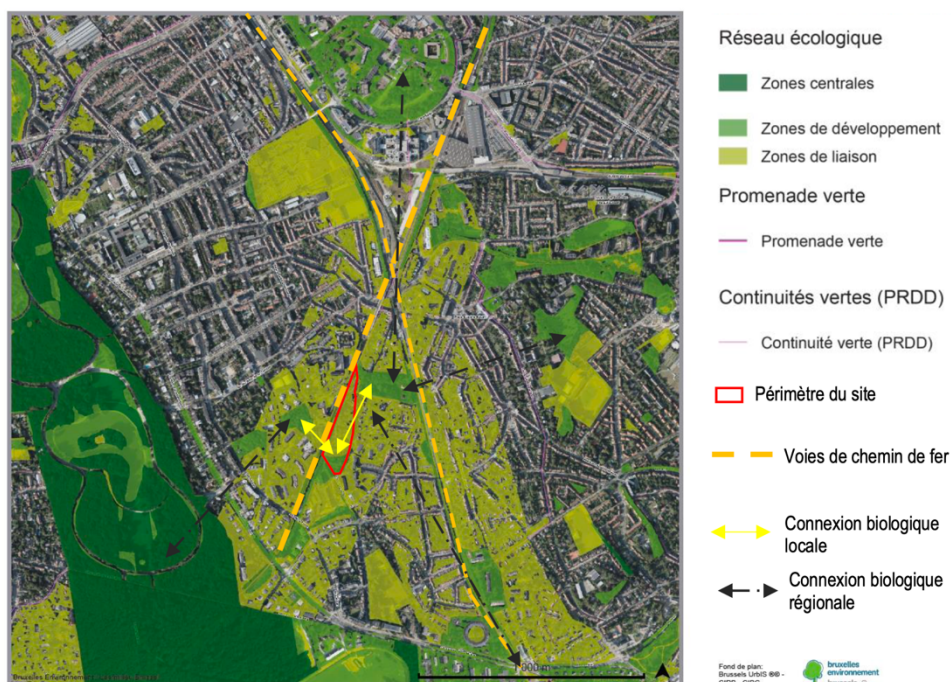 Réseau écologique
Zones centrales
Zones de développement
Zones de liaison
Promenade verte
Promenade verte
Continuités vertes (PRDD)
Continuité verte (PRDD)
Périmètre du site
Voies de chemin de fer
Connexion biologique
locale
Connexion biologique
régionale
Fond de plan:
Brussels UrbIS ®© -
bruxelles
environnement